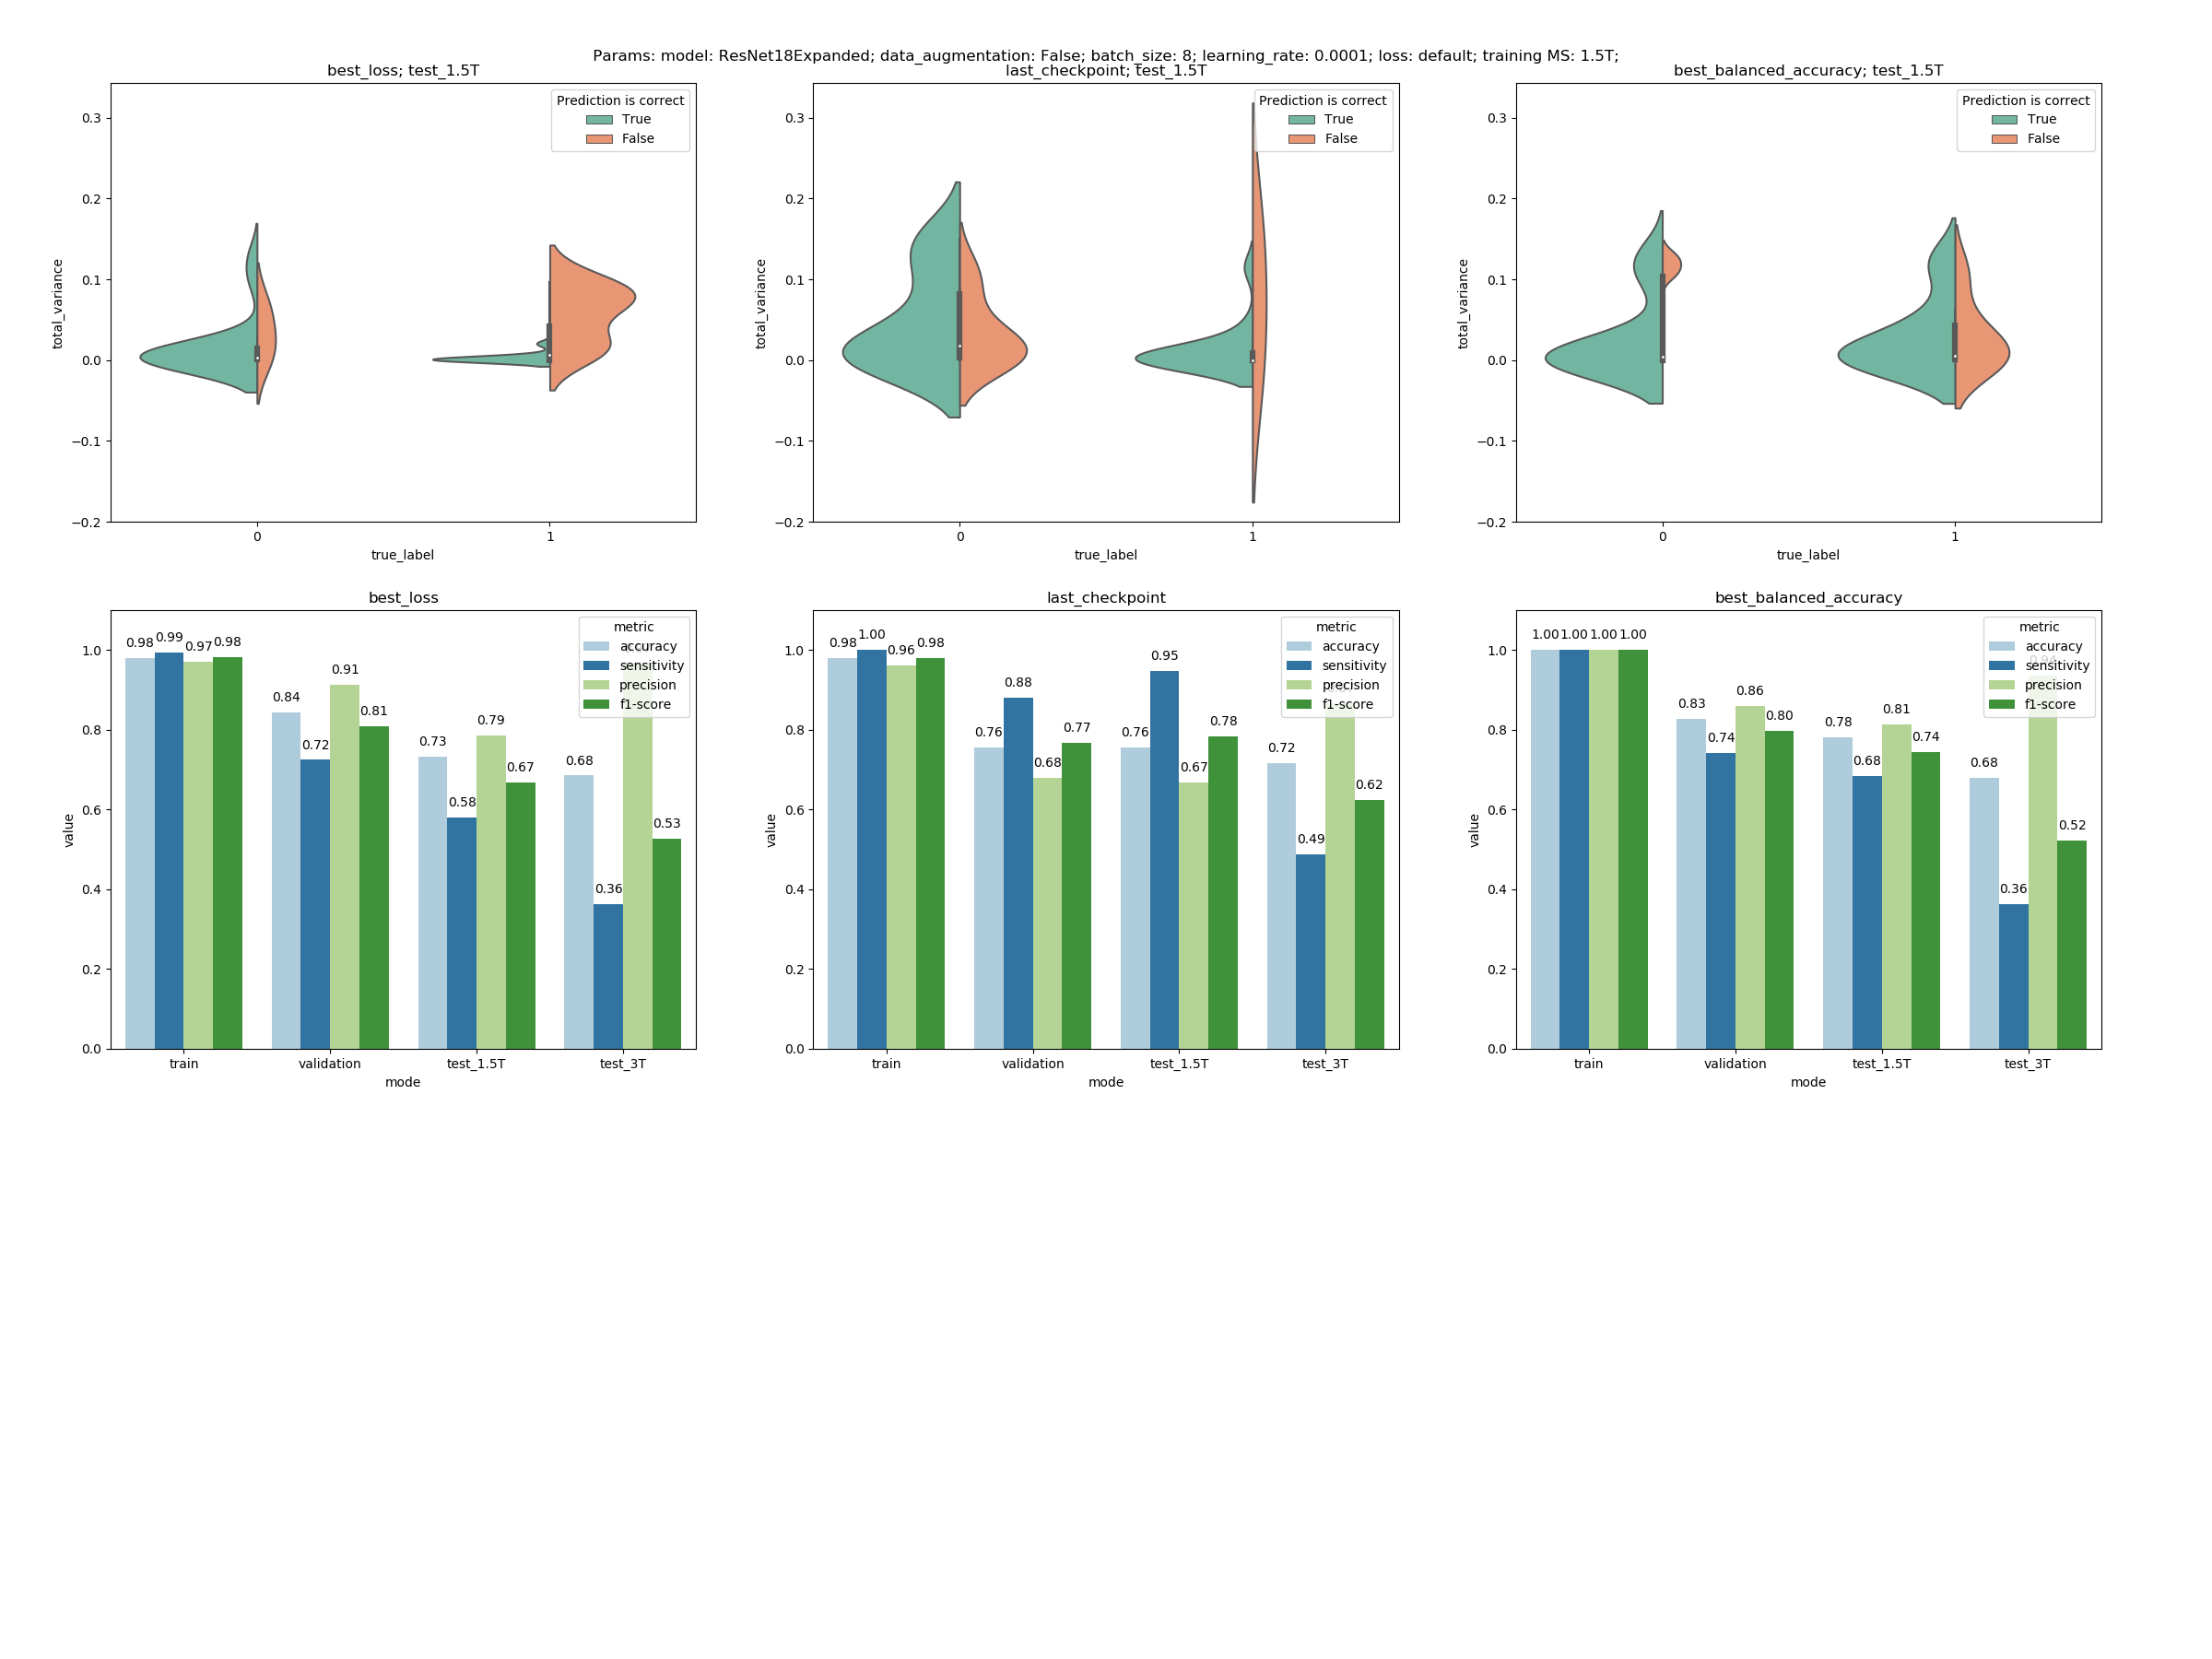 Params: model: ResNet18Expanded; data_augmentation: False; batch_size: 8; learning_rate: 0.0001; loss: default; training MS: 1.5T;
best_loss; test_1.5T
Prediction is correct
True
False
0.3
0.2
0.1
0.0
−0.1
−0.2
total_variance
0
1
true_label
last_checkpoint; test_1.5T
Prediction is correct
True
False
0.3
0.2
0.1
0.0
−0.1
−0.2
total_variance
0
1
true_label
best_balanced_accuracy; test_1.5T
Prediction is correct
True
False
0.3
0.2
0.1
0.0
−0.1
−0.2
total_variance
0
1
true_label
best_loss
metric
accuracy
sensitivity
precision
f1-score
1.0
0.8
0.6
0.4
0.2
0.0
value
0.98 0.99 0.97 0.98
0.84 0.72 0.91 0.81
0.73 0.58 0.79 0.67
0.68 0.36 0.53
train validation test_1.5T test_3T
mode
last_checkpoint
metric
accuracy
sensitivity
precision
f1-score
1.0
0.8
0.6
0.4
0.2
0.0
value
0.98 1.00 0.96 0.98
0.76 0.88 0.68 0.77
0.76 0.95 0.67 0.78
0.72 0.49 0.62
train validation test_1.5T test_3T
mode
best_balanced_accuracy
metric
accuracy
sensitivity
precision
f1-score
1.0
0.8
0.6
0.4
0.2
0.0
value
1.00 1.00 1.00 1.00
0.83 0.74 0.86 0.80
0.78 0.68 0.81 0.74
0.68 0.36 0.94 0.52
train validation test_1.5T test_3T
mode